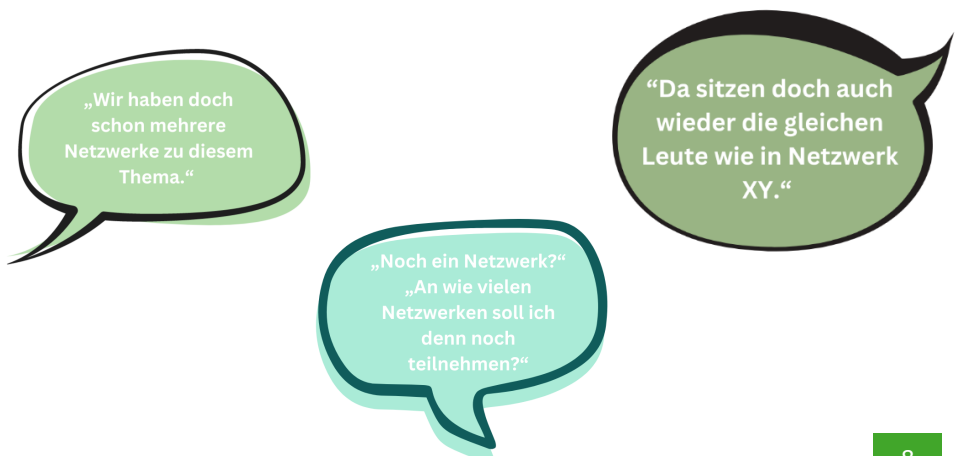 „Wir haben doch
schon mehrere
Netzwerke zu diesem
Thema.“
“Da sitzen doch auch
wieder die gleichen
Leute wie in Netzwerk
XY.“
„Noch ein Netzwerk?“
„An wie vielen
Netzwerken soll ich
denn noch
teilnehmen?“
8